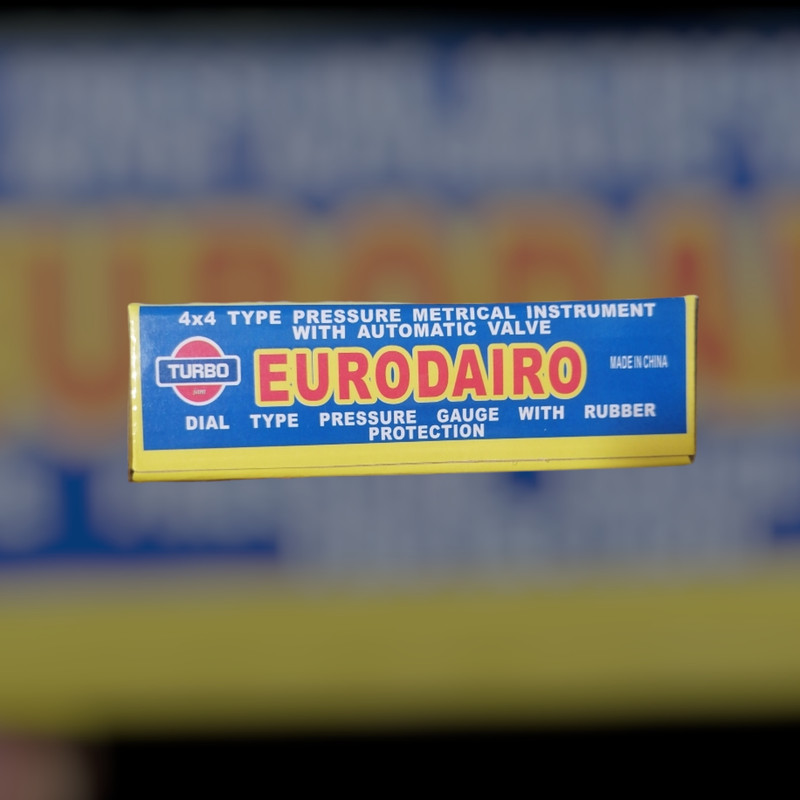 4x4 TYPE PRESSURE METRICAL INSTRUMENT
WITH AUTOMATIC VALVE
TURBO
EURODAIRO
MADE IN CHINA
DIAL TYPE PRESSURE GAUGE WITH RUBBER
PROTECTION